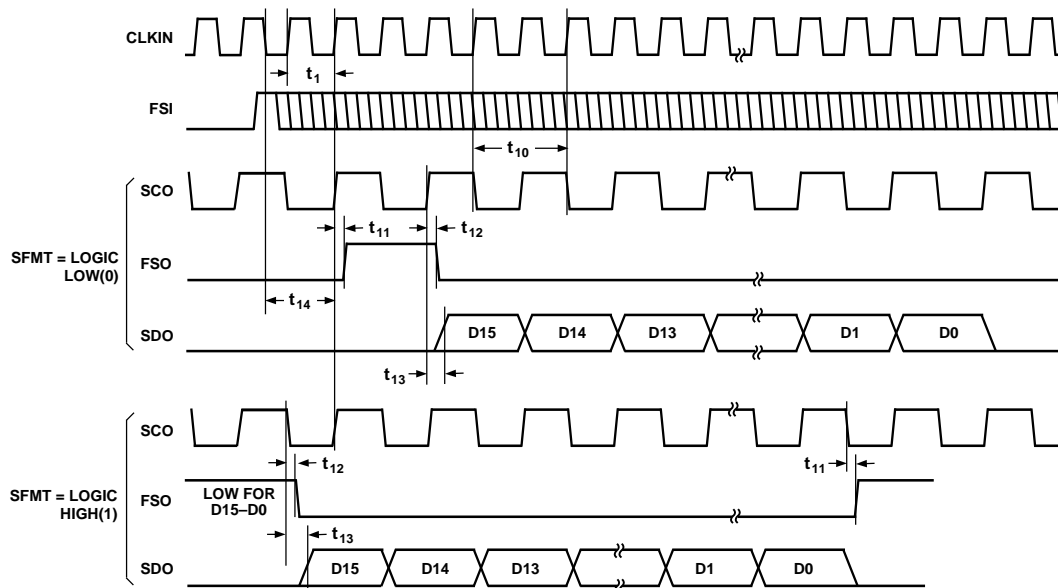 CLKIN
t1
FSI
t10
SCO
t11
t12
SFMT = LOGIC
LOW(0)
FSO
t14
SDO
D15
D14
D13
D1
D0
t13
SCO
t12
t11
SFMT = LOGIC
HIGH(1)
FSO
LOW FOR
D15–D0
t13
SDO
D15
D14
D13
D1
D0